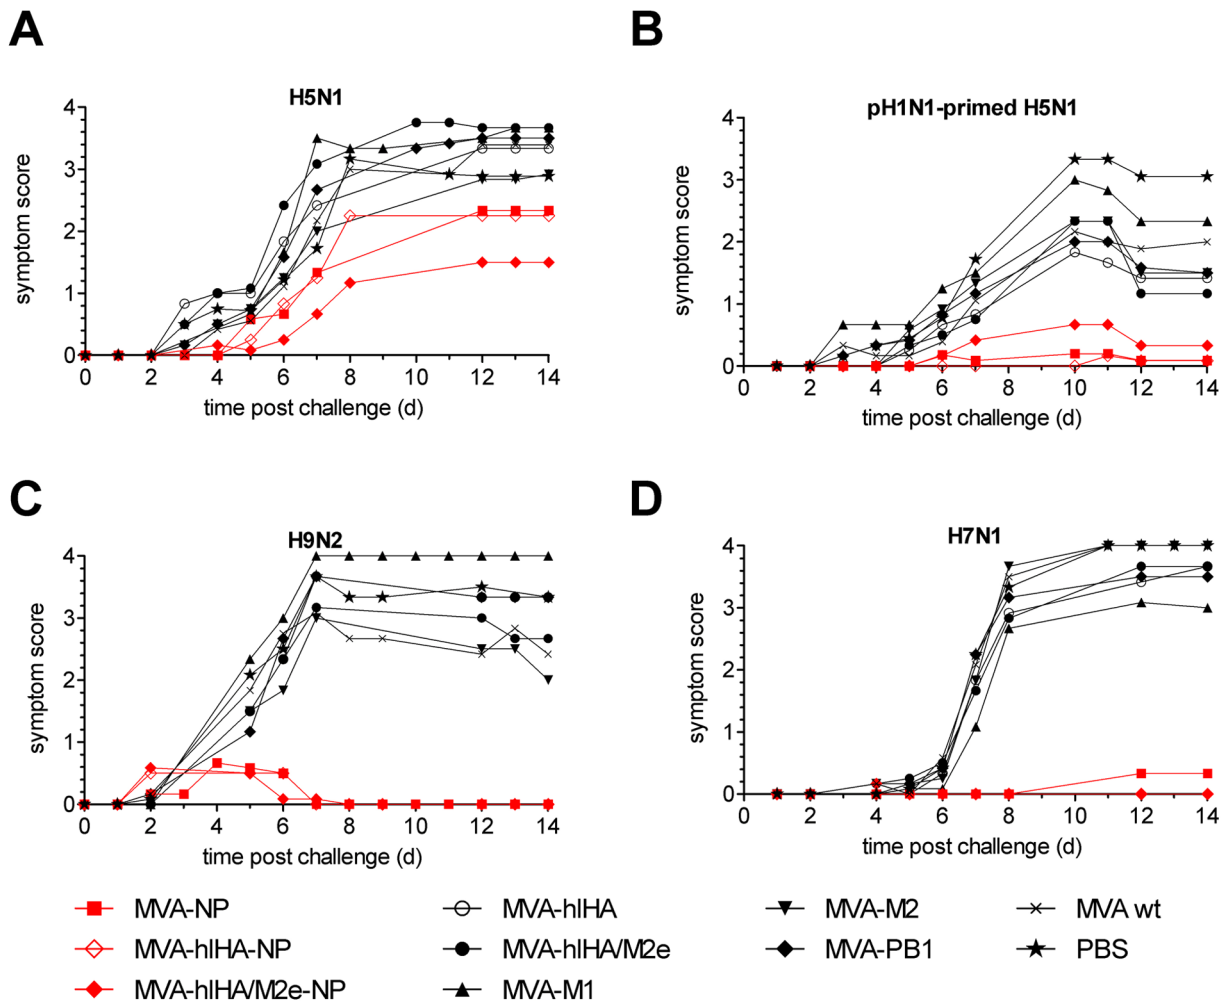 A
B
H5N1
pH1N1-primed H5N1
4
3
2
1
0
symptom score
0 2 4 6 8 10 12 14
time post challenge (d)
4
3
2
1
0
symptom score
0 2 4 6 8 10 12 14
time post challenge (d)
C
D
H9N2
H7N1
4
3
2
1
0
symptom score
0 2 4 6 8 10 12 14
time post challenge (d)
4
3
2
1
0
symptom score
0 2 4 6 8 10 12 14
time post challenge (d)
MVA-NP
MVA-hlHA-NP
MVA-hlHA/M2e-NP
MVA-hlHA
MVA-hlHA/M2e
MVA-M1
MVA-M2
MVA-PB1
MVA wt
PBS